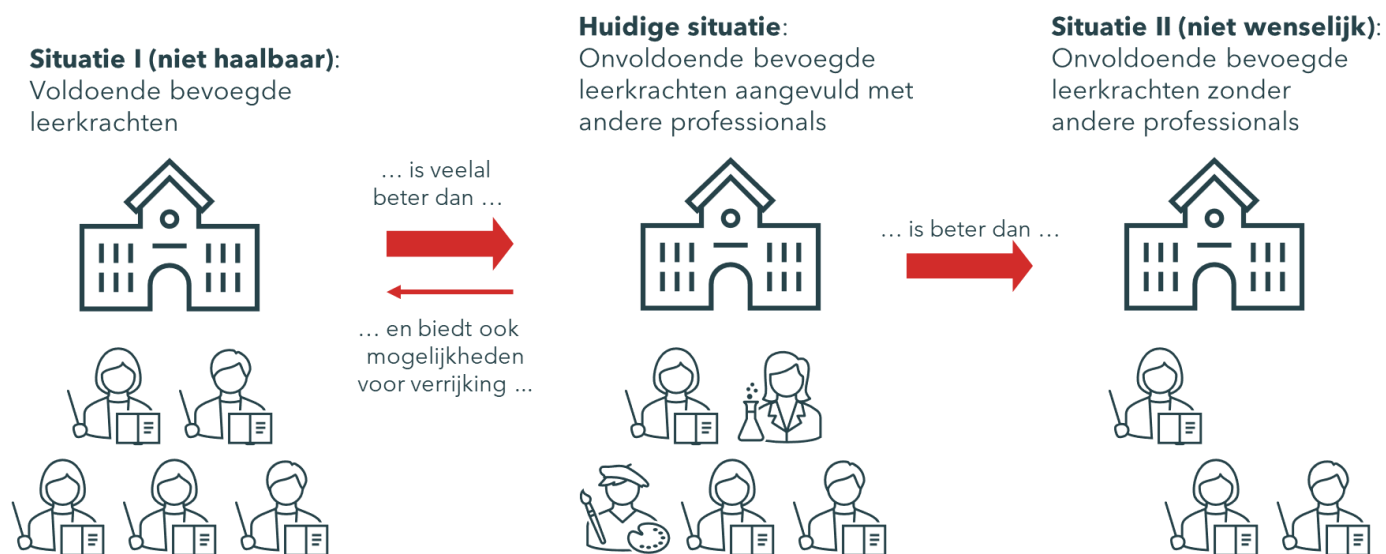 Situatie I (niet haalbaar):
Voldoende bevoegde
leerkrachten
… is veelal
beter dan …
… en biedt ook
mogelijkheden
voor verrijking ...
Huidige situatie:
Onvoldoende bevoegde
leerkrachten aangevuld met
andere professionals
… is beter dan …
Situatie II (niet wenselijk):
Onvoldoende bevoegde
leerkrachten zonder
andere professionals